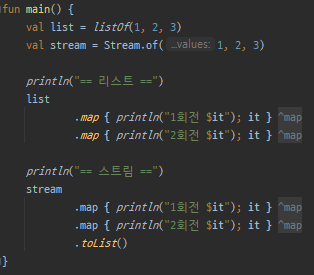 fun main() {
val list = listOf(1, 2, 3)
val stream = Stream.of(...values: 1, 2, 3)
println("== 리스트 ==")
list
.map { println("1회전 $it"); it } ^map
.map { println("2회전 $it"); it } ^map
println("== 스트림 ==")
stream
.map { println("1회전 $it"); it } ^map
.map { println("2회전 $it"); it } ^map
.toList()
}